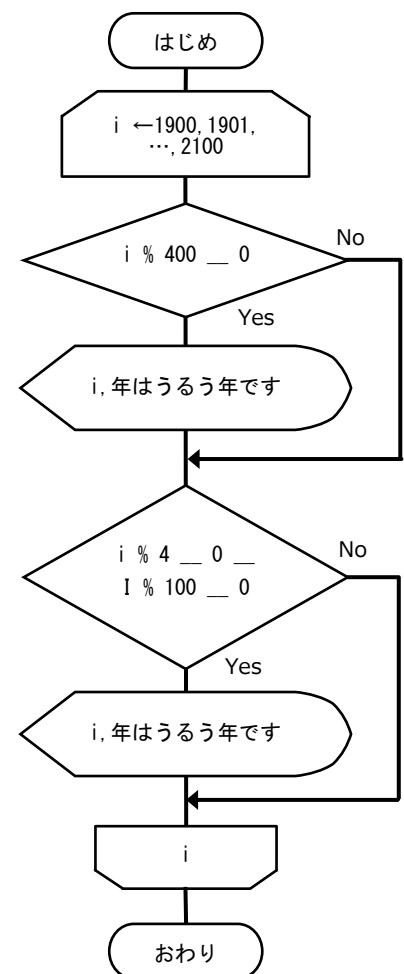 はじめ
i ←1900,1901,
…,2100
i % 400 __ 0
No
Yes
i,年はうるう年です
i % 4 __ 0 __
I % 100 __ 0
No
Yes
i,年はうるう年です
i
おわり